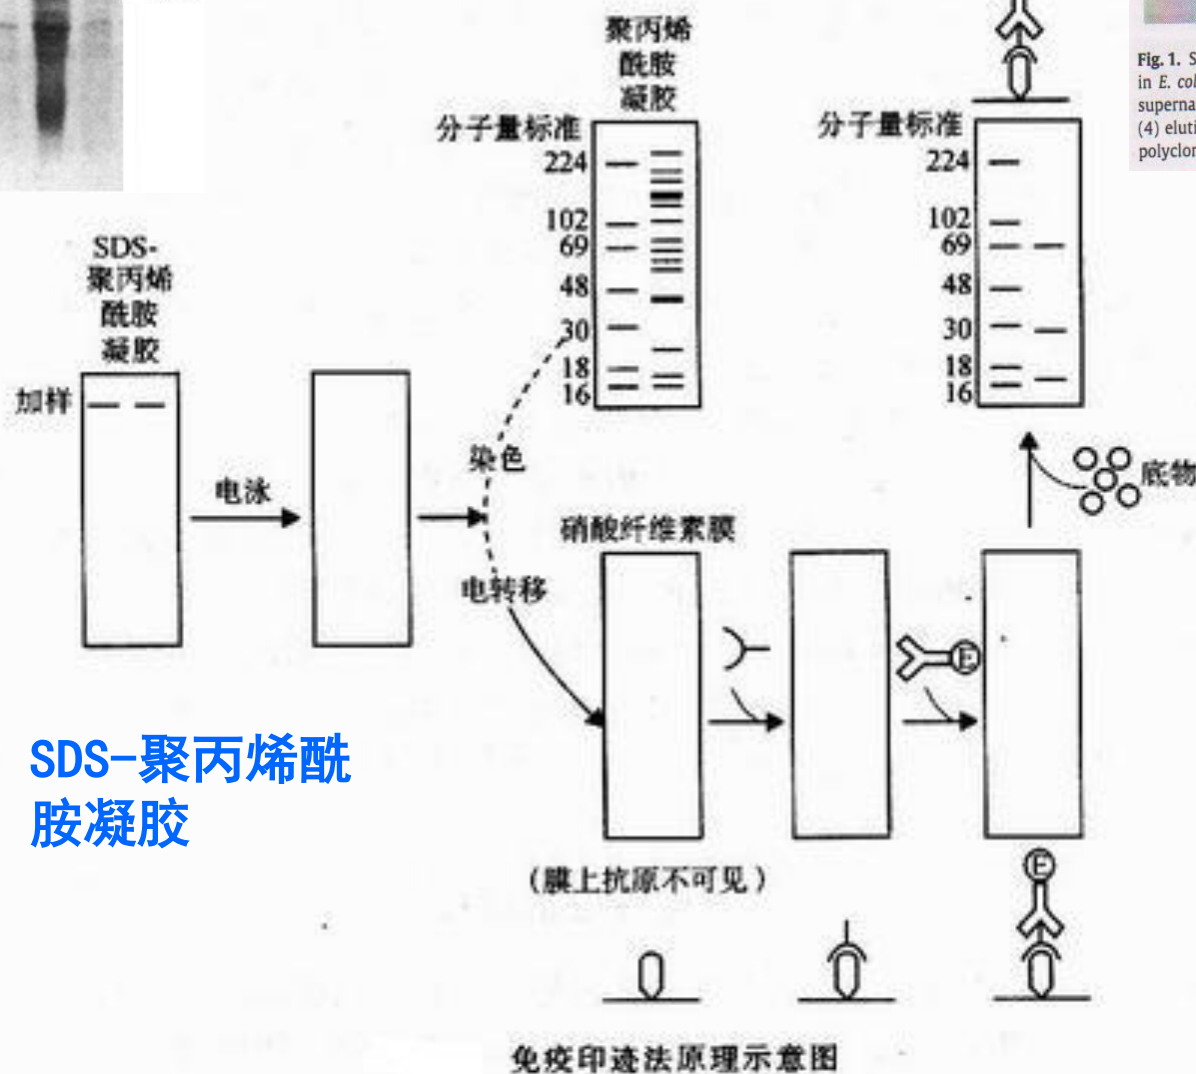 Fig. 1. S
in E. col
superna
(4) eluti
polyclon
聚丙烯
酰胺
凝胶
分子量标准
224
102
69
48
30
18
16
分子量标准
224
102
69
48
30
18
16
SDS-
聚丙烯
酰胺
凝胶
加样
电泳
染色
电转移
底物
硝酸纤维素膜
E
SDS-聚丙烯酰
胺凝胶
(膜上抗原不可见)
E
免疫印迹法原理示意图